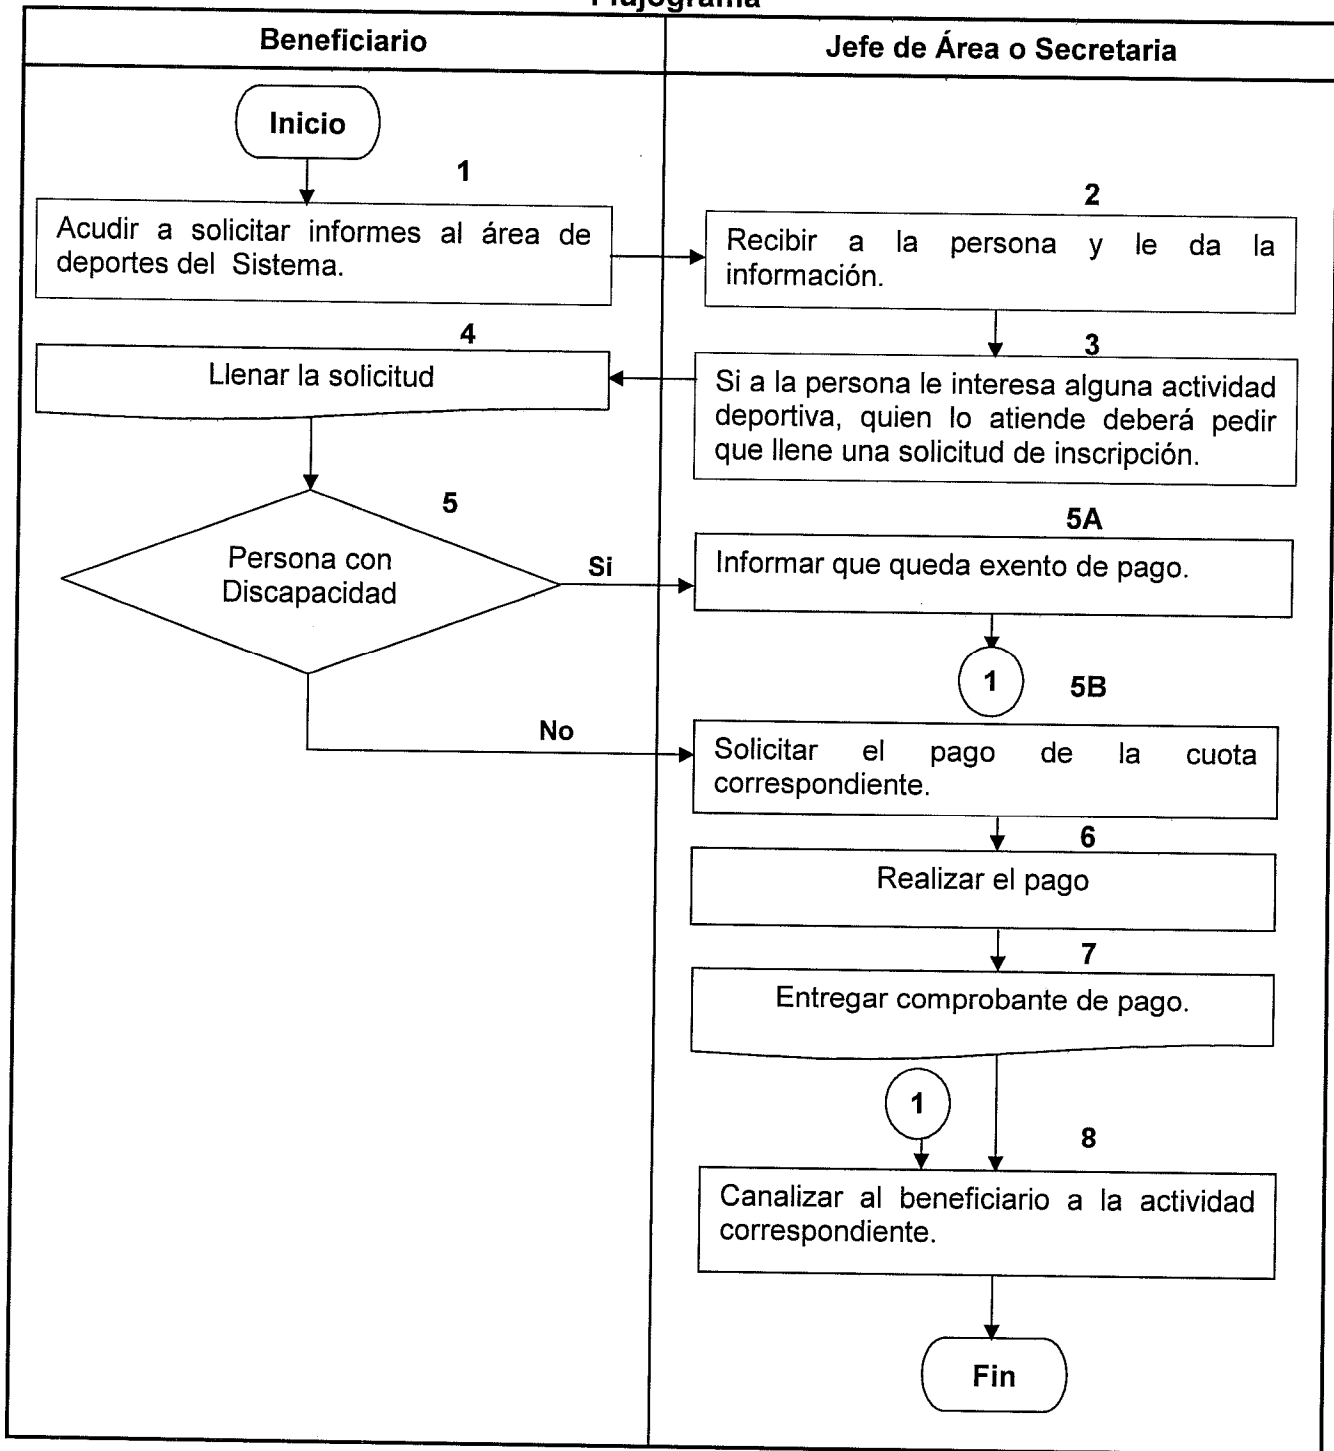 Flujograma
Beneficiario
Jefe de Área o Secretaria
Inicio
1
Acudir a solicitar informes al área de
deportes del Sistema.
2
Recibir a la persona y le da la
información.
3
Si a la persona le interesa alguna actividad
deportiva, quien lo atiende deberá pedir
que llene una solicitud de inscripción.
4
Llenar la solicitud
5
Persona con
Discapacidad
Si
5A
Informar que queda exento de pago.
1
No
5B
Solicitar el pago de la cuota
correspondiente.
6
Realizar el pago
7
Entregar comprobante de pago.
1
8
Canalizar al beneficiario a la actividad
correspondiente.
Fin